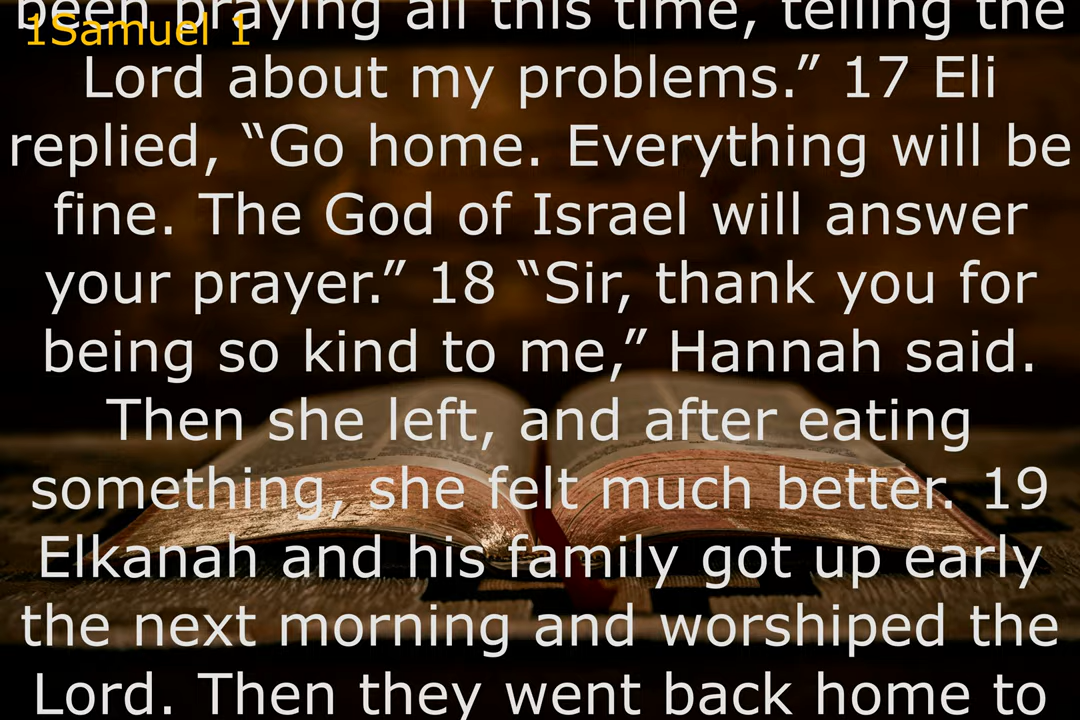 been praying all this time, telling the
1Samuel 1
Lord about my problems.” 17 Eli
replied, “Go home. Everything will be
fine. The God of Israel will answer
your prayer.” 18 “Sir, thank you for
being so kind to me,” Hannah said.
Then she left, and after eating
something, she felt much better. 19
Elkanah and his family got up early
the next morning and worshiped the
Lord. Then they went back home to